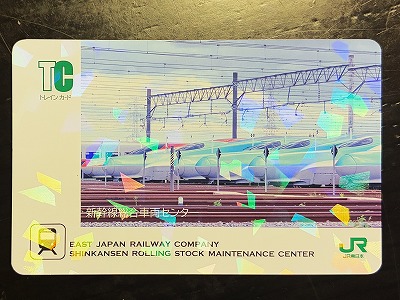 TC
トレインカード
新幹線総合車両センタ
EAST JAPAN RAILWAY COMPANY
SHINKANSEN ROLLING STOCK MAINTENANCE CENTER
JR
JR東日本